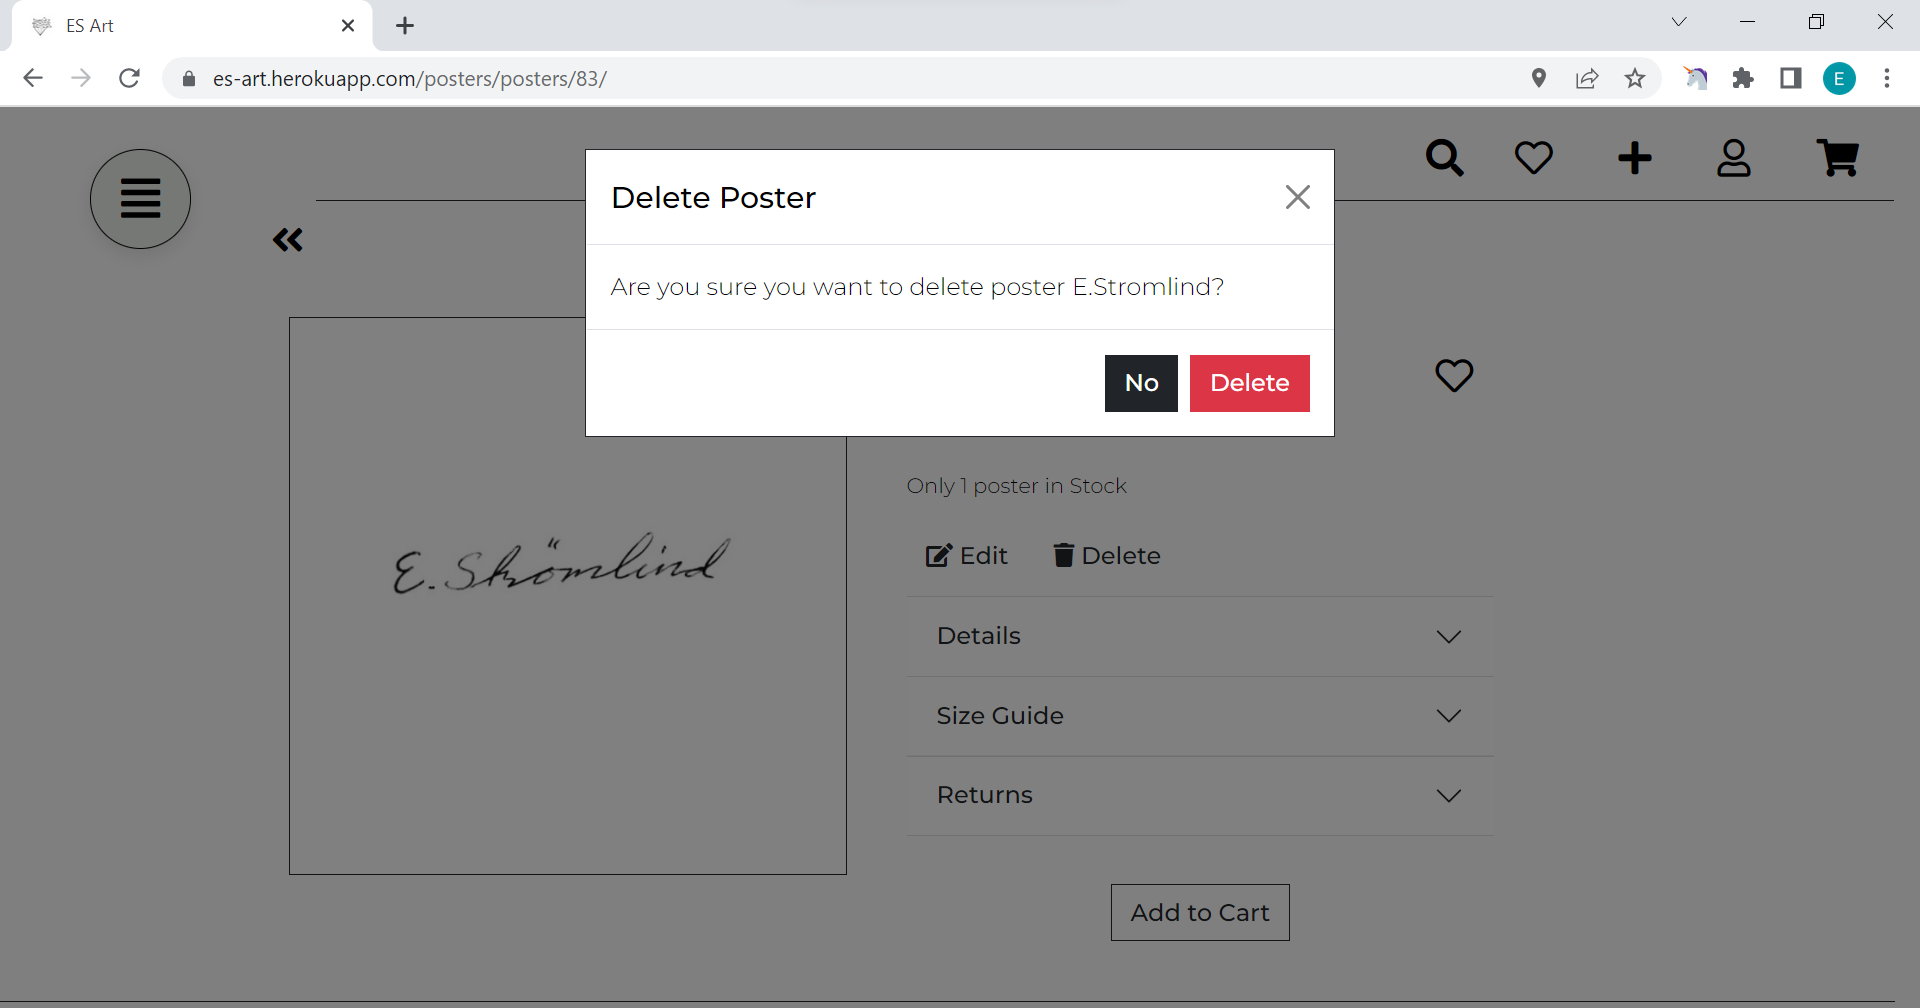 ES Art
es-art.herokuapp.com/posters/posters/83/
E
Delete Poster
Are you sure you want to delete poster E.Stromlind?
No Delete
E. Strömlind
Only 1 poster in Stock
Edit Delete
Details
Size Guide
Returns
Add to Cart